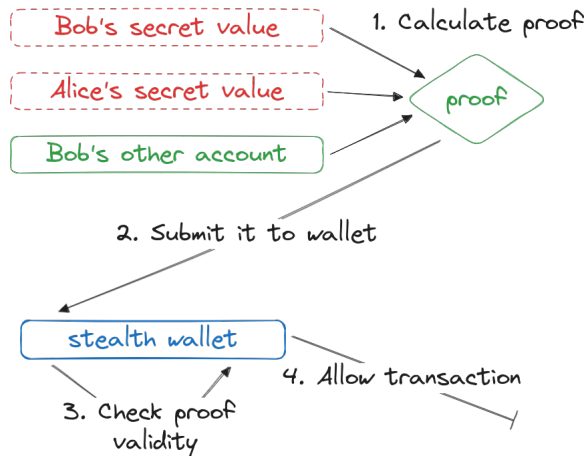 Bob's secret value
1. Calculate proof
Alice's secret value
proof
Bob's other account
2. Submit it to wallet
stealth wallet
4. Allow transaction
3. Check proof
validity